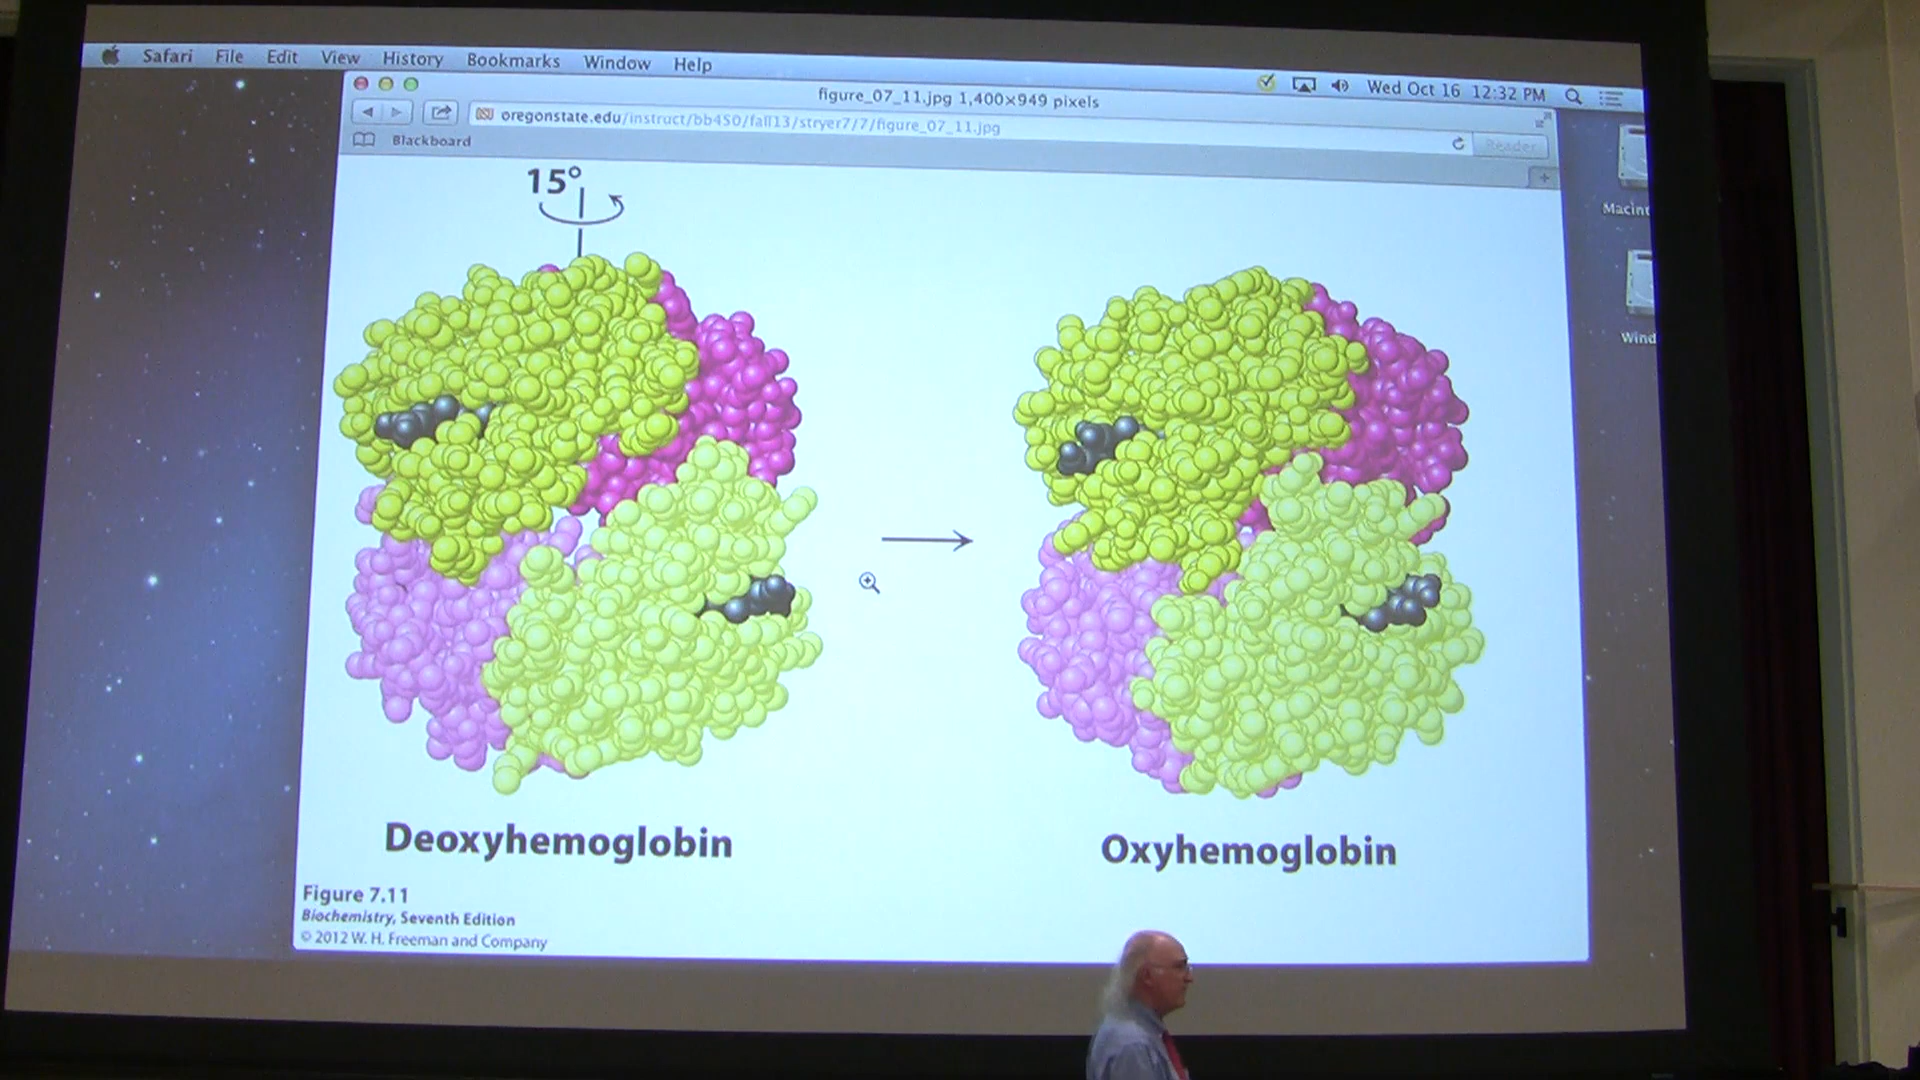 Safari File Edit View History Bookmarks Window Help
Wed Oct 16 12:32 PM
figure_07_11.jpg 1,400×949 pixels
oregonstate.edu/instruct/bb450/fall13/stryer7/7/figure_07_11.jpg
Reader
Blackboard
15°
Macint
Wind
Deoxyhemoglobin
Oxyhemoglobin
Figure 7.11
Biochemistry, Seventh Edition
© 2012 W. H. Freeman and Company